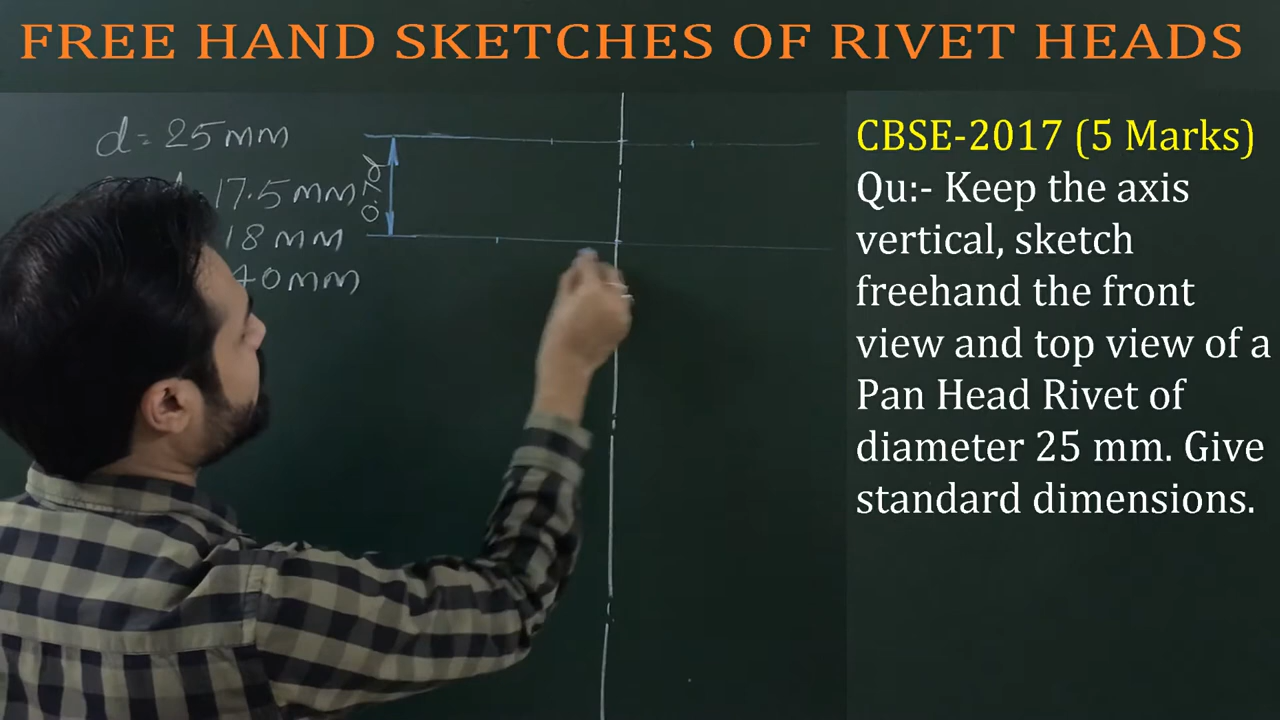 FREE HAND SKETCHES OF RIVET HEADS
d = 25 mm
17.5 mm
18 mm
40 mm
0.7d
CBSE-2017 (5 Marks)
Qu:- Keep the axis
vertical, sketch
freehand the front
view and top view of a
Pan Head Rivet of
diameter 25 mm. Give
standard dimensions.